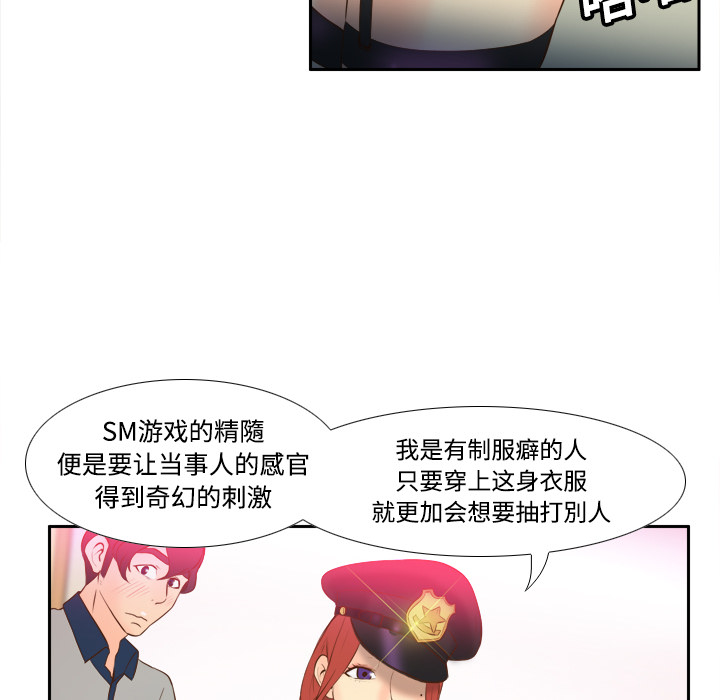 SM游戏的精隨
便是要让当事人的感官
得到奇幻的刺激
我是有制服癖的人
只要穿上这身衣服
就更加会想要抽打別人